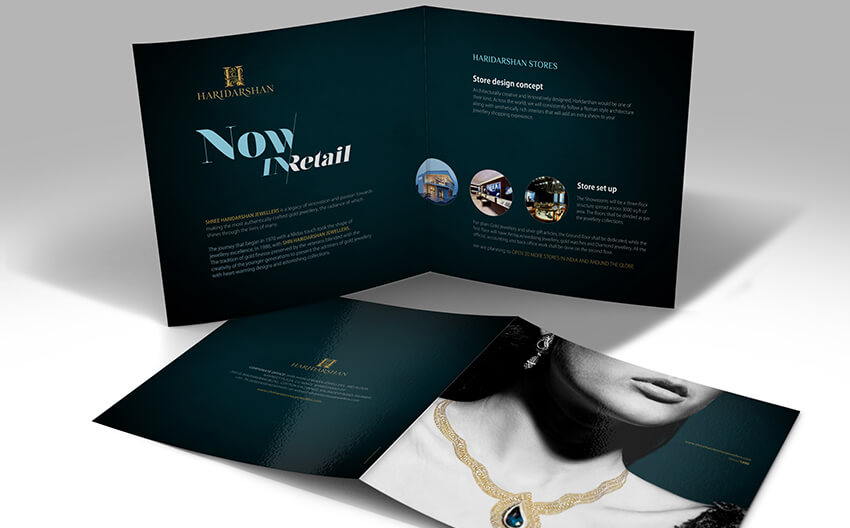 HARIDARSHAN
Now
IN Retail
SHREE HARIDARSHAN JEWELLERS is a legacy of innovation and passion towards
making the most authentically crafted gold jewellery, the radiance of which
shines through the lives of many.
The journey that began in 1970 with a Midas touch took the shape of
jewellery excellence, in 1988, with SHRI HARIDARSHAN JEWELLERS.
The tradition of gold finesse preserved by the veterans blended with the
creativity of the younger generations to present the admirers of gold jewellery
with heart-warming designs and astonishing collections.
HARIDARSHAN STORES
Store design concept
Architecturally creative and innovatively designed, Haridarshan would be one of
their kind. Across the world, we will consistently follow a Roman style architecture
along with aesthetically rich interiors that will add an extra sheen to your
jewellery shopping experience.
Store set up
The Showrooms will be a three-floor
structure spread across 3000 sq.ft of
area. The floors shall be divided as per
the jewellery collections.
For plain Gold Jewellery and silver gift articles, the Ground floor shall be dedicated, while the
first floor will have Antique/wedding jewellery, gold watches and Diamond jewellery. All the
official, accounting and back office work shall be done on the second floor.
We are planning to OPEN 20 MORE STORES IN INDIA AND AROUND THE GLOBE.
HARIDARSHAN
CORPORATE OFFICE: